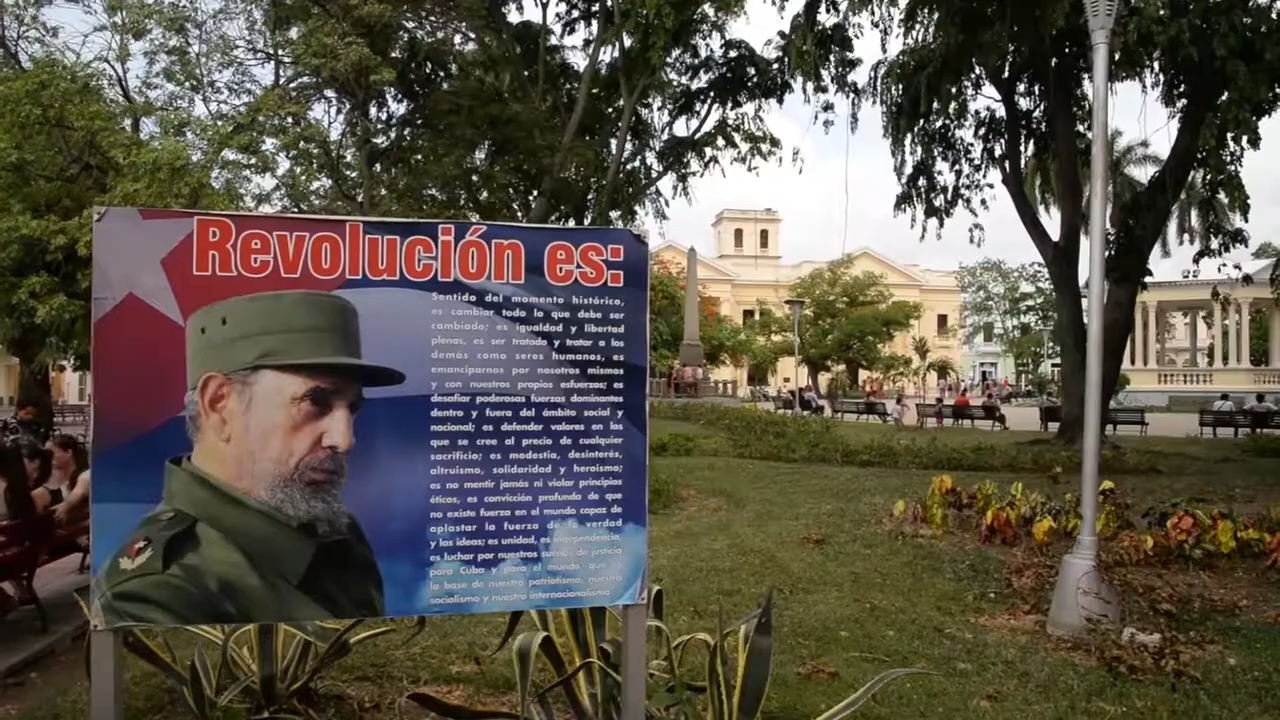 Revolución es:
Sentido del momento histórico,
es cambiar todo lo que debe ser
cambiado; es igualdad y libertad
plenas, es ser tratado y tratar a los
demás como seres humanos, es
emanciparnos por nosotros mismos
y con nuestros propios esfuerzos; es
desafiar poderosas fuerzas dominantes
dentro y fuera del ámbito social y
nacional; es defender valores en los
que se cree al precio de cualquier
sacrificio; es modestia, desinterés,
altruismo, solidaridad y heroísmo;
es no mentir jamás ni violar principios
éticos, es convicción profunda de que
no existe fuerza en el mundo capaz de
aplastar la fuerza de la verdad
y las ideas; es unidad, es independencia,
es luchar por nuestros sueños de justicia
para Cuba y para el mundo, que es
la base de nuestro patriotismo, nuestro
socialismo y nuestro internacionalismo